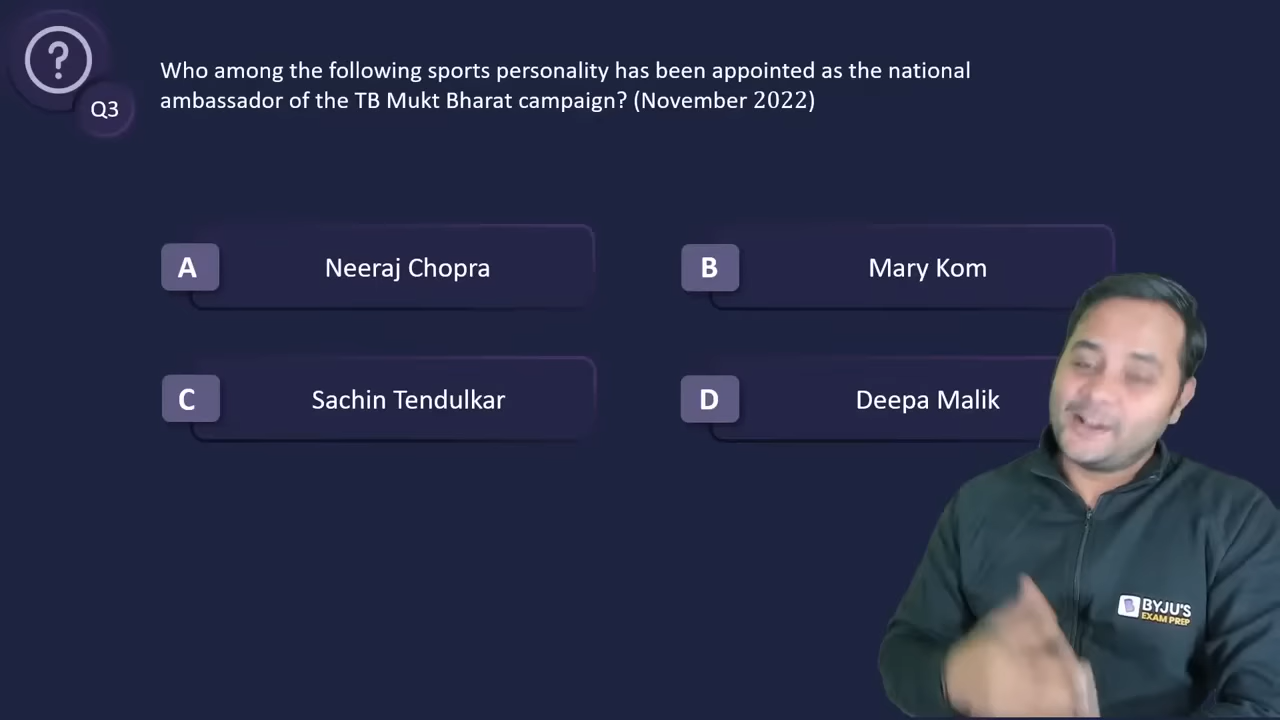 ?
Q3
Who among the following sports personality has been appointed as the national
ambassador of the TB Mukt Bharat campaign? (November 2022)
A
Neeraj Chopra
B
Mary Kom
C
Sachin Tendulkar
D
Deepa Malik
BYJU'S
EXAM PREP